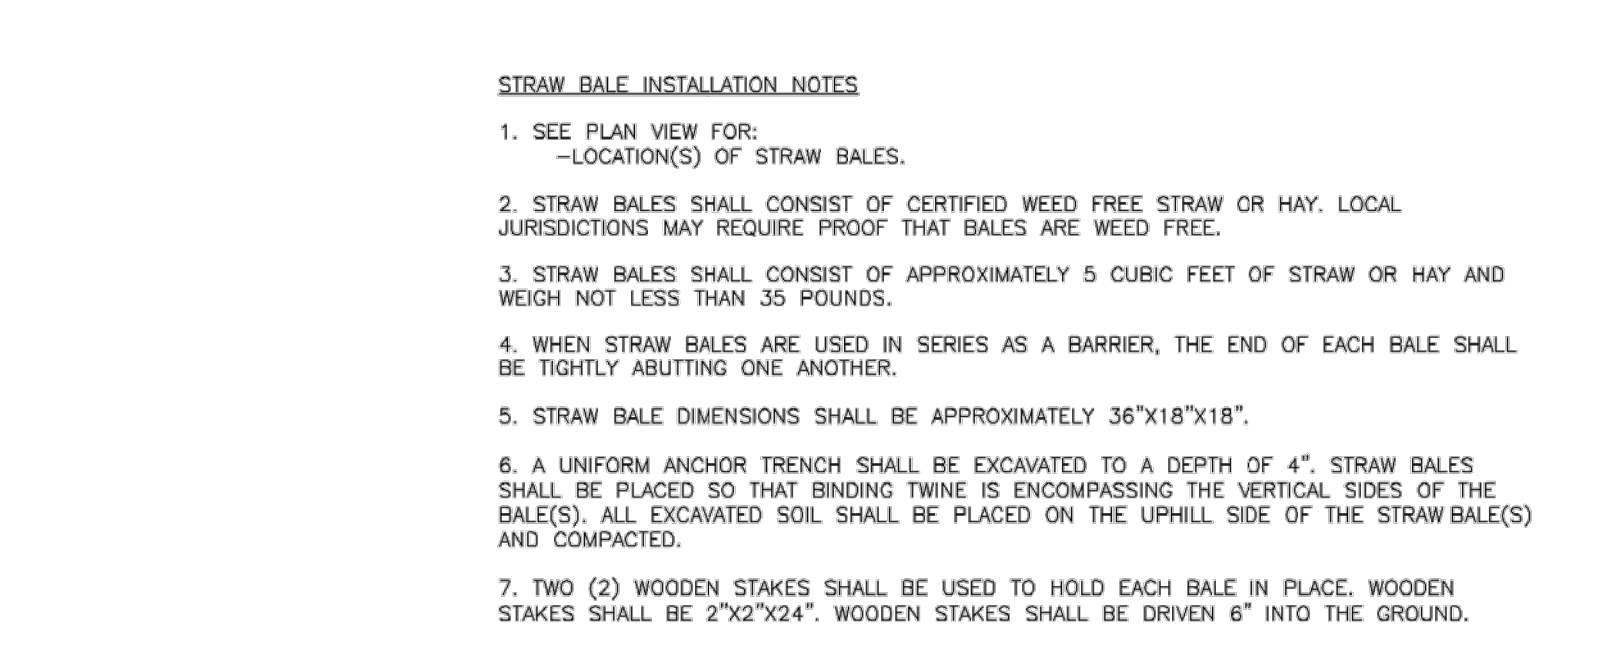 STRAW BALE INSTALLATION NOTES
1. SEE PLAN VIEW FOR:
-LOCATION(S) OF STRAW BALES.
2. STRAW BALES SHALL CONSIST OF CERTIFIED WEED FREE STRAW OR HAY. LOCAL
JURISDICTIONS MAY REQUIRE PROOF THAT BALES ARE WEED FREE.
3. STRAW BALES SHALL CONSIST OF APPROXIMATELY 5 CUBIC FEET OF STRAW OR HAY AND
WEIGH NOT LESS THAN 35 POUNDS.
4. WHEN STRAW BALES ARE USED IN SERIES AS A BARRIER, THE END OF EACH BALE SHALL
BE TIGHTLY ABUTTING ONE ANOTHER.
5. STRAW BALE DIMENSIONS SHALL BE APPROXIMATELY 36"X18"X18".
6. A UNIFORM ANCHOR TRENCH SHALL BE EXCAVATED TO A DEPTH OF 4". STRAW BALES
SHALL BE PLACED SO THAT BINDING TWINE IS ENCOMPASSING THE VERTICAL SIDES OF THE
BALE(S). ALL EXCAVATED SOIL SHALL BE PLACED ON THE UPHILL SIDE OF THE STRAW BALE(S)
AND COMPACTED.
7. TWO (2) WOODEN STAKES SHALL BE USED TO HOLD EACH BALE IN PLACE. WOODEN
STAKES SHALL BE 2"X2"X24". WOODEN STAKES SHALL BE DRIVEN 6" INTO THE GROUND.